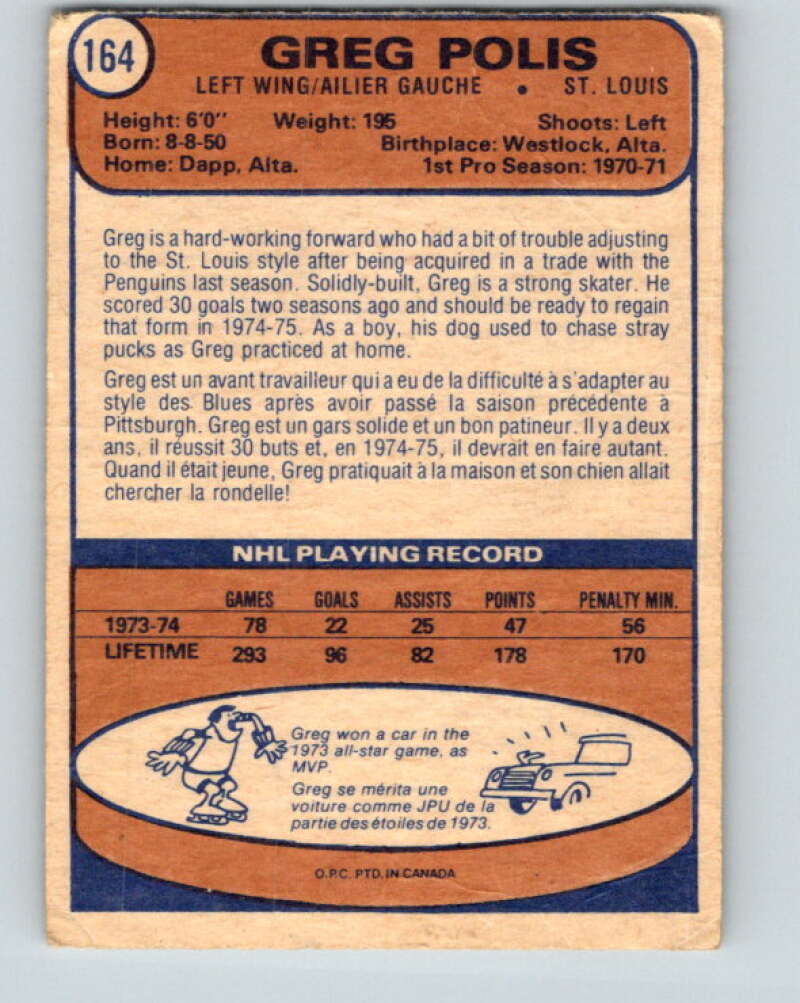 164
GREG POLIS
LEFT WING/AILIER GAUCHE • ST. LOUIS
Height: 6'0" Weight: 195 Shoots: Left
Born: 8-8-50 Birthplace: Westlock, Alta.
Home: Dapp, Alta. 1st Pro Season: 1970-71
Greg is a hard-working forward who had a bit of trouble adjusting
to the St. Louis style after being acquired in a trade with the
Penguins last season. Solidly-built, Greg is a strong skater. He
scored 30 goals two seasons ago and should be ready to regain
that form in 1974-75. As a boy, his dog used to chase stray
pucks as Greg practiced at home.
Greg est un avant travailleur qui a eu de la difficulté à s'adapter au
style des Blues après avoir passé la saison précédente à
Pittsburgh. Greg est un gars solide et un bon patineur. Il y a deux
ans, il réussit 30 buts et, en 1974-75, il devrait en faire autant.
Quand il était jeune, Greg pratiquait à la maison et son chien allait
chercher la rondelle!
NHL PLAYING RECORD
GAMES GOALS ASSISTS POINTS PENALTY MIN.
1973-74 78 22 25 47 56
LIFETIME 293 96 82 178 170
Greg won a car in the
1973 all-star game, as
MVP.
Greg se mérita une
voiture comme JPU de la
partie des étoiles de 1973.
O.P.C. PTD. IN CANADA